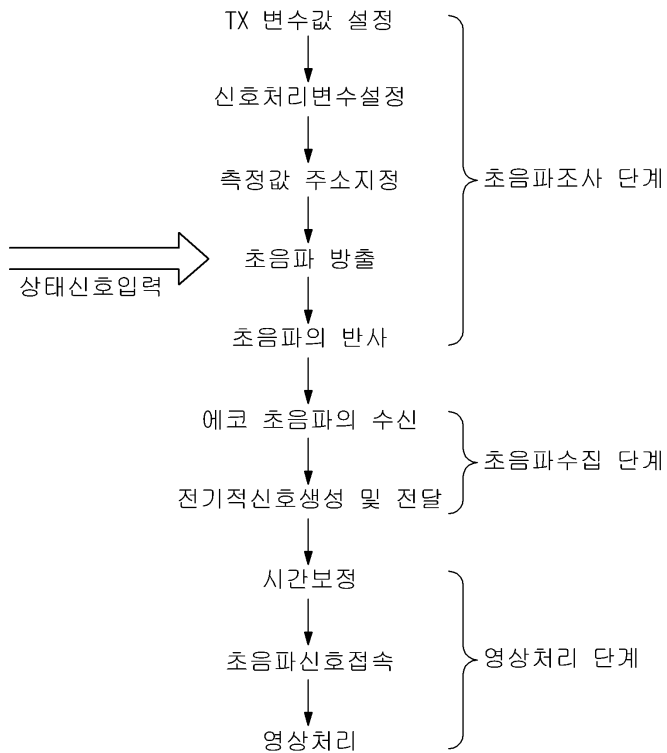 TX 변수값 설정
신호처리변수설정
측정값 주소지정
초음파조사 단계
초음파 방출
상태신호입력
초음파의 반사
에코 초음파의 수신
초음파수집 단계
전기적신호생성 및 전달
시간보정
초음파신호접속
영상처리 단계
영상처리